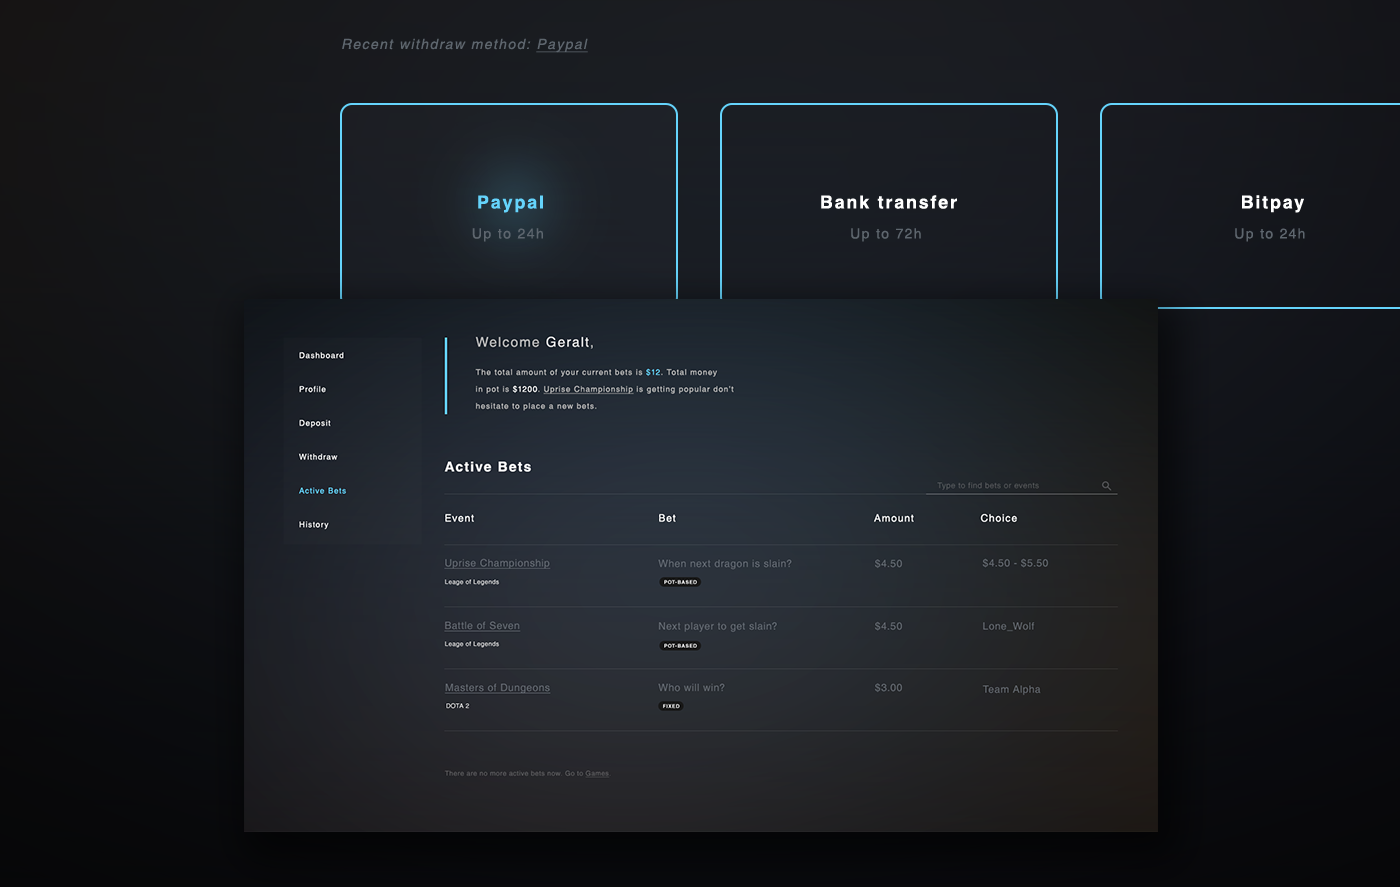 Recent withdraw method: Paypal
Paypal
Up to 24h
Bank transfer
Up to 72h
Bitpay
Up to 24h
Dashboard
Profile
Deposit
Withdraw
Active Bets
History
Welcome Geralt,
The total amount of your current bets is $12. Total money
in pot is $1200. Uprise Championship is getting popular don't
hesitate to place a new bets.
Active Bets
Type to find bets or events
Event Bet Amount Choice
Uprise Championship When next dragon is slain? $4.50 $4.50 - $5.50
Leage of Legends POT-BASED
Battle of Seven Next player to get slain? $4.50 Lone_Wolf
Leage of Legends POT-BASED
Masters of Dungeons Who will win? $3.00 Team Alpha
DOTA 2 FIXED
There are no more active bets now. Go to Games.